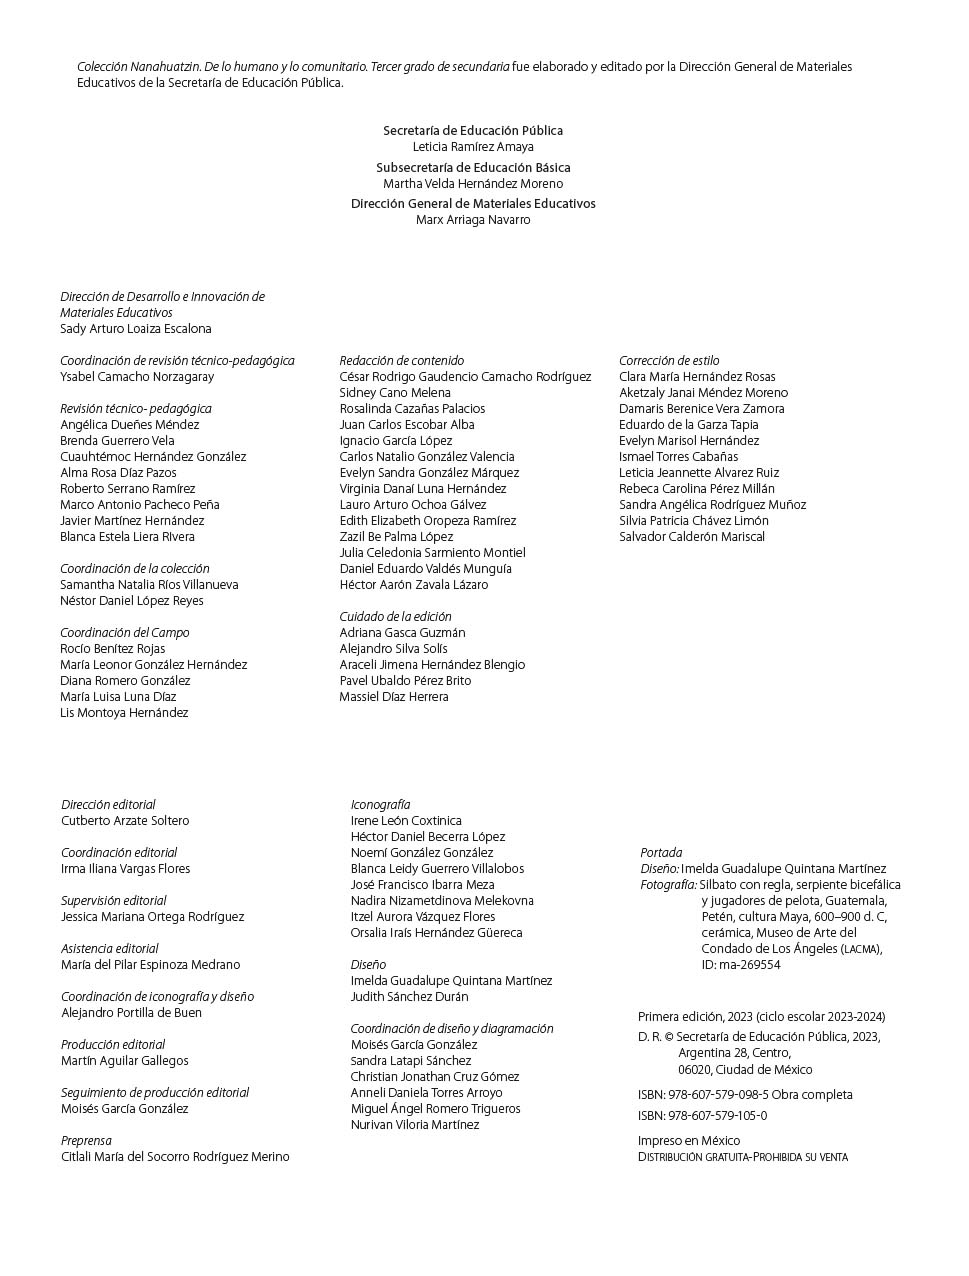 Colección Nanahuatzin. De lo humano y lo comunitario. Tercer grado de secundaria fue elaborado y editado por la Dirección General de Materiales
Educativos de la Secretaría de Educación Pública.
Secretaría de Educación Pública
Leticia Ramírez Amaya
Subsecretaría de Educación Básica
Martha Velda Hernández Moreno
Dirección General de Materiales Educativos
Marx Arriaga Navarro
Dirección de Desarrollo e Innovación de
Materiales Educativos
Sady Arturo Loaiza Escalona
Coordinación de revisión técnico-pedagógica
Ysabel Camacho Norzagaray
Revisión técnico- pedagógica
Angélica Dueñes Méndez
Brenda Guerrero Vela
Cuauhtémoc Hernández González
Alma Rosa Díaz Pazos
Roberto Serrano Ramírez
Marco Antonio Pacheco Peña
Javier Martínez Hernández
Blanca Estela Liera RIvera
Coordinación de la colección
Samantha Natalia Ríos Villanueva
Néstor Daniel López Reyes
Coordinación del Campo
Rocío Benítez Rojas
María Leonor González Hernández
Diana Romero González
María Luisa Luna Díaz
Lis Montoya Hernández
Redacción de contenido
César Rodrigo Gaudencio Camacho Rodríguez
Sidney Cano Melena
Rosalinda Cazañas Palacios
Juan Carlos Escobar Alba
Ignacio García López
Carlos Natalio González Valencia
Evelyn Sandra González Márquez
Virginia Danaí Luna Hernández
Lauro Arturo Ochoa Gálvez
Edith Elizabeth Oropeza Ramírez
Zazil Be Palma López
Julia Celedonia Sarmiento Montiel
Daniel Eduardo Valdés Munguía
Héctor Aarón Zavala Lázaro
Cuidado de la edición
Adriana Gasca Guzmán
Alejandro Silva Solís
Araceli Jimena Hernández Blengio
Pavel Ubaldo Pérez Brito
Massiel Díaz Herrera
Corrección de estilo
Clara María Hernández Rosas
Aketzaly Janai Méndez Moreno
Damaris Berenice Vera Zamora
Eduardo de la Garza Tapia
Evelyn Marisol Hernández
Ismael Torres Cabañas
Leticia Jeannette Alvarez Ruiz
Rebeca Carolina Pérez Millán
Sandra Angélica Rodríguez Muñoz
Silvia Patricia Chávez Limón
Salvador Calderón Mariscal
Dirección editorial
Cutberto Arzate Soltero
Coordinación editorial
Irma Iliana Vargas Flores
Supervisión editorial
Jessica Mariana Ortega Rodríguez
Asistencia editorial
María del Pilar Espinoza Medrano
Coordinación de iconografía y diseño
Alejandro Portilla de Buen
Producción editorial
Martín Aguilar Gallegos
Seguimiento de producción editorial
Moisés García González
Preprensa
Citlali María del Socorro Rodríguez Merino
Iconografía
Irene León Coxtinica
Héctor Daniel Becerra López
Noemí González González
Blanca Leidy Guerrero Villalobos
José Francisco Ibarra Meza
Nadira Nizametdinova Melekovna
Itzel Aurora Vázquez Flores
Orsalia Iraís Hernández Güereca
Diseño
Imelda Guadalupe Quintana Martínez
Judith Sánchez Durán
Coordinación de diseño y diagramación
Moisés García González
Sandra Latapi Sánchez
Christian Jonathan Cruz Gómez
Anneli Daniela Torres Arroyo
Miguel Ángel Romero Trigueros
Nurivan Viloria Martínez
Portada
Diseño: Imelda Guadalupe Quintana Martínez
Fotografía: Silbato con regla, serpiente bicefálica
y jugadores de pelota, Guatemala,
Petén, cultura Maya, 600–900 d. C,
cerámica, Museo de Arte del
Condado de Los Ángeles (LACMA),
ID: ma-269554
Primera edición, 2023 (ciclo escolar 2023-2024)
D. R. © Secretaría de Educación Pública, 2023,
Argentina 28, Centro,
06020, Ciudad de México
ISBN: 978-607-579-098-5 Obra completa
ISBN: 978-607-579-105-0
Impreso en México
DISTRIBUCIÓN GRATUITA-PROHIBIDA SU VENTA